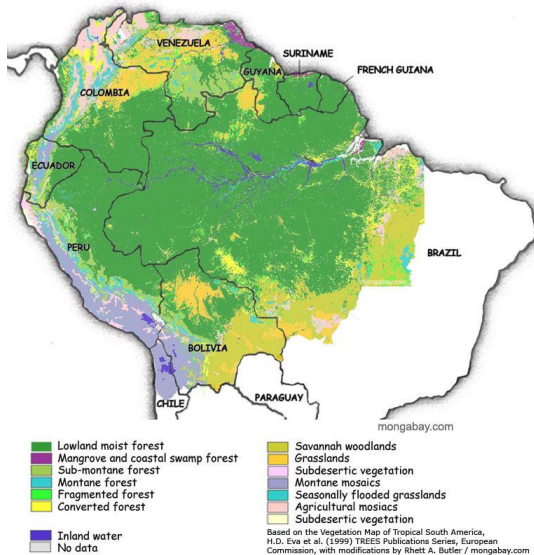 VENEZUELA
SURINAME
GUYANA
FRENCH GUIANA
COLOMBIA
ECUADOR
PERU
BRAZIL
mongabay.com
BOLIVIA
PARAGUAY
CHILE
mongabay.com
Lowland moist forest
Mangrove and coastal swamp forest
Sub-montane forest
Montane forest
Fragmented forest
Converted forest
Inland water
No data
Savannah woodlands
Grasslands
Subdesertic vegetation
Montane mosaics
Seasonally flooded grasslands
Agricultural mosiacs
Subdesertic vegetation
Based on the Vegetation Map of Tropical South America,
H.D. Eva et al. (1999) TREES Publications Series, European
Commission, with modifications by Rhett A. Butler / mongabay.com